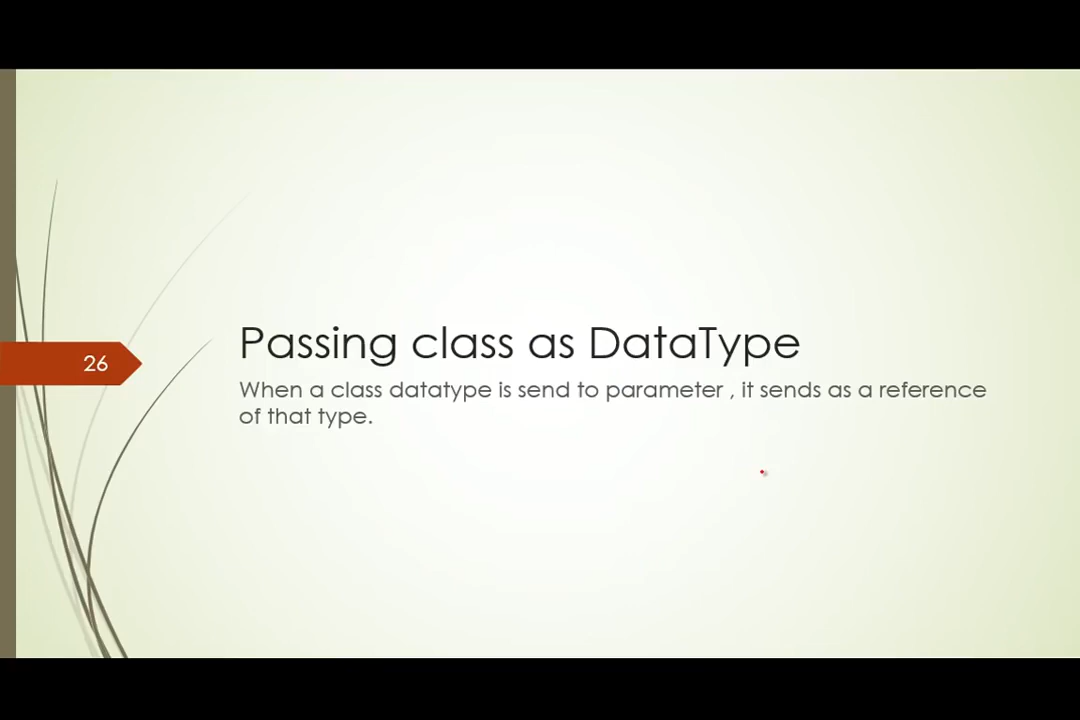 26
Passing class as DataType
When a class datatype is send to parameter , it sends as a reference
of that type.